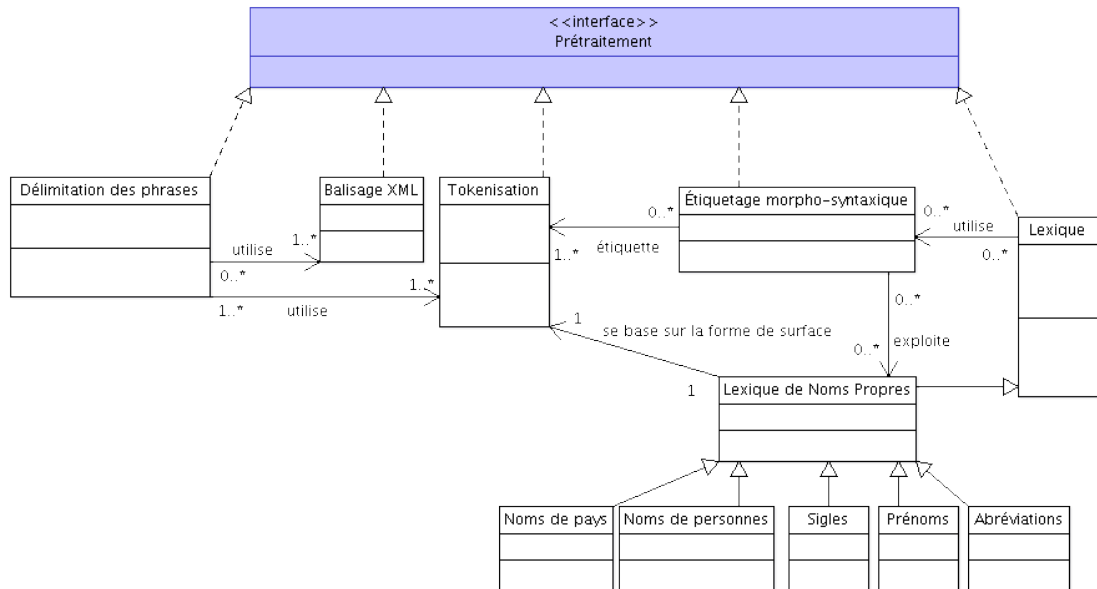 <<interface>>
Prétraitement
Délimitation des phrases
Balisage XML
Tokenisation
Étiquetage morpho-syntaxique
Lexique
0..*
0..*
utilise
0..*
étiquette
1..*
utilise
1..*
0..*
1..*
1..*
utilise
0..*
1
se base sur la forme de surface
0..*
exploite
1
Lexique de Noms Propres
Noms de pays
Noms de personnes
Sigles
Prénoms
Abréviations